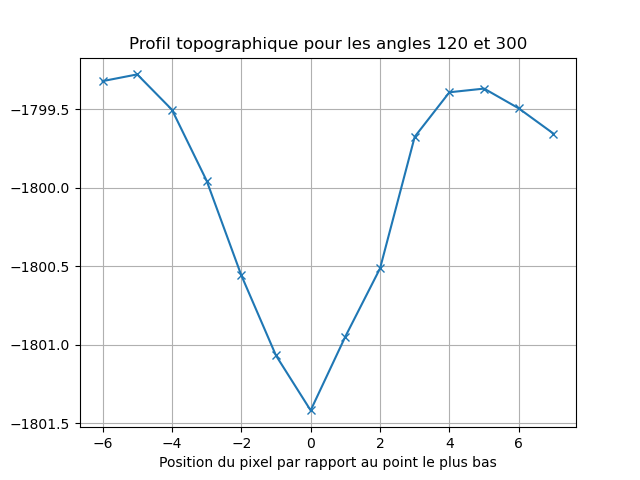 Profil topographique pour les angles 120 et 300
−1799.5
−1800.0
−1800.5
−1801.0
−1801.5
−6 −4 −2 0 2 4 6
Position du pixel par rapport au point le plus bas